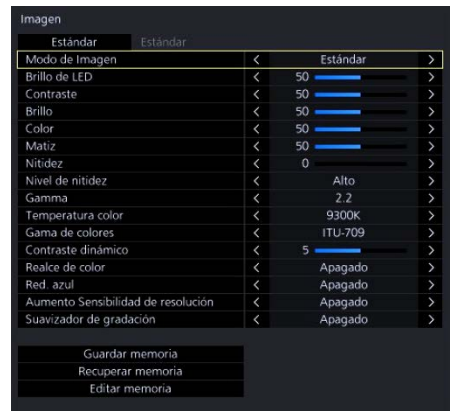 Imagen
Estándar Estándar
Modo de Imagen < Estándar >
Brillo de LED < 50 >
Contraste < 50 >
Brillo < 50 >
Color < 50 >
Matiz < 50 >
Nitidez < 0 >
Nivel de nitidez < Alto >
Gamma < 2.2 >
Temperatura color < 9300K >
Gama de colores < ITU-709 >
Contraste dinámico < 5 >
Realce de color < Apagado >
Red. azul < Apagado >
Aumento Sensibilidad de resolución < Apagado >
Suavizador de gradación < Apagado >
Guardar memoria
Recuperar memoria
Editar memoria